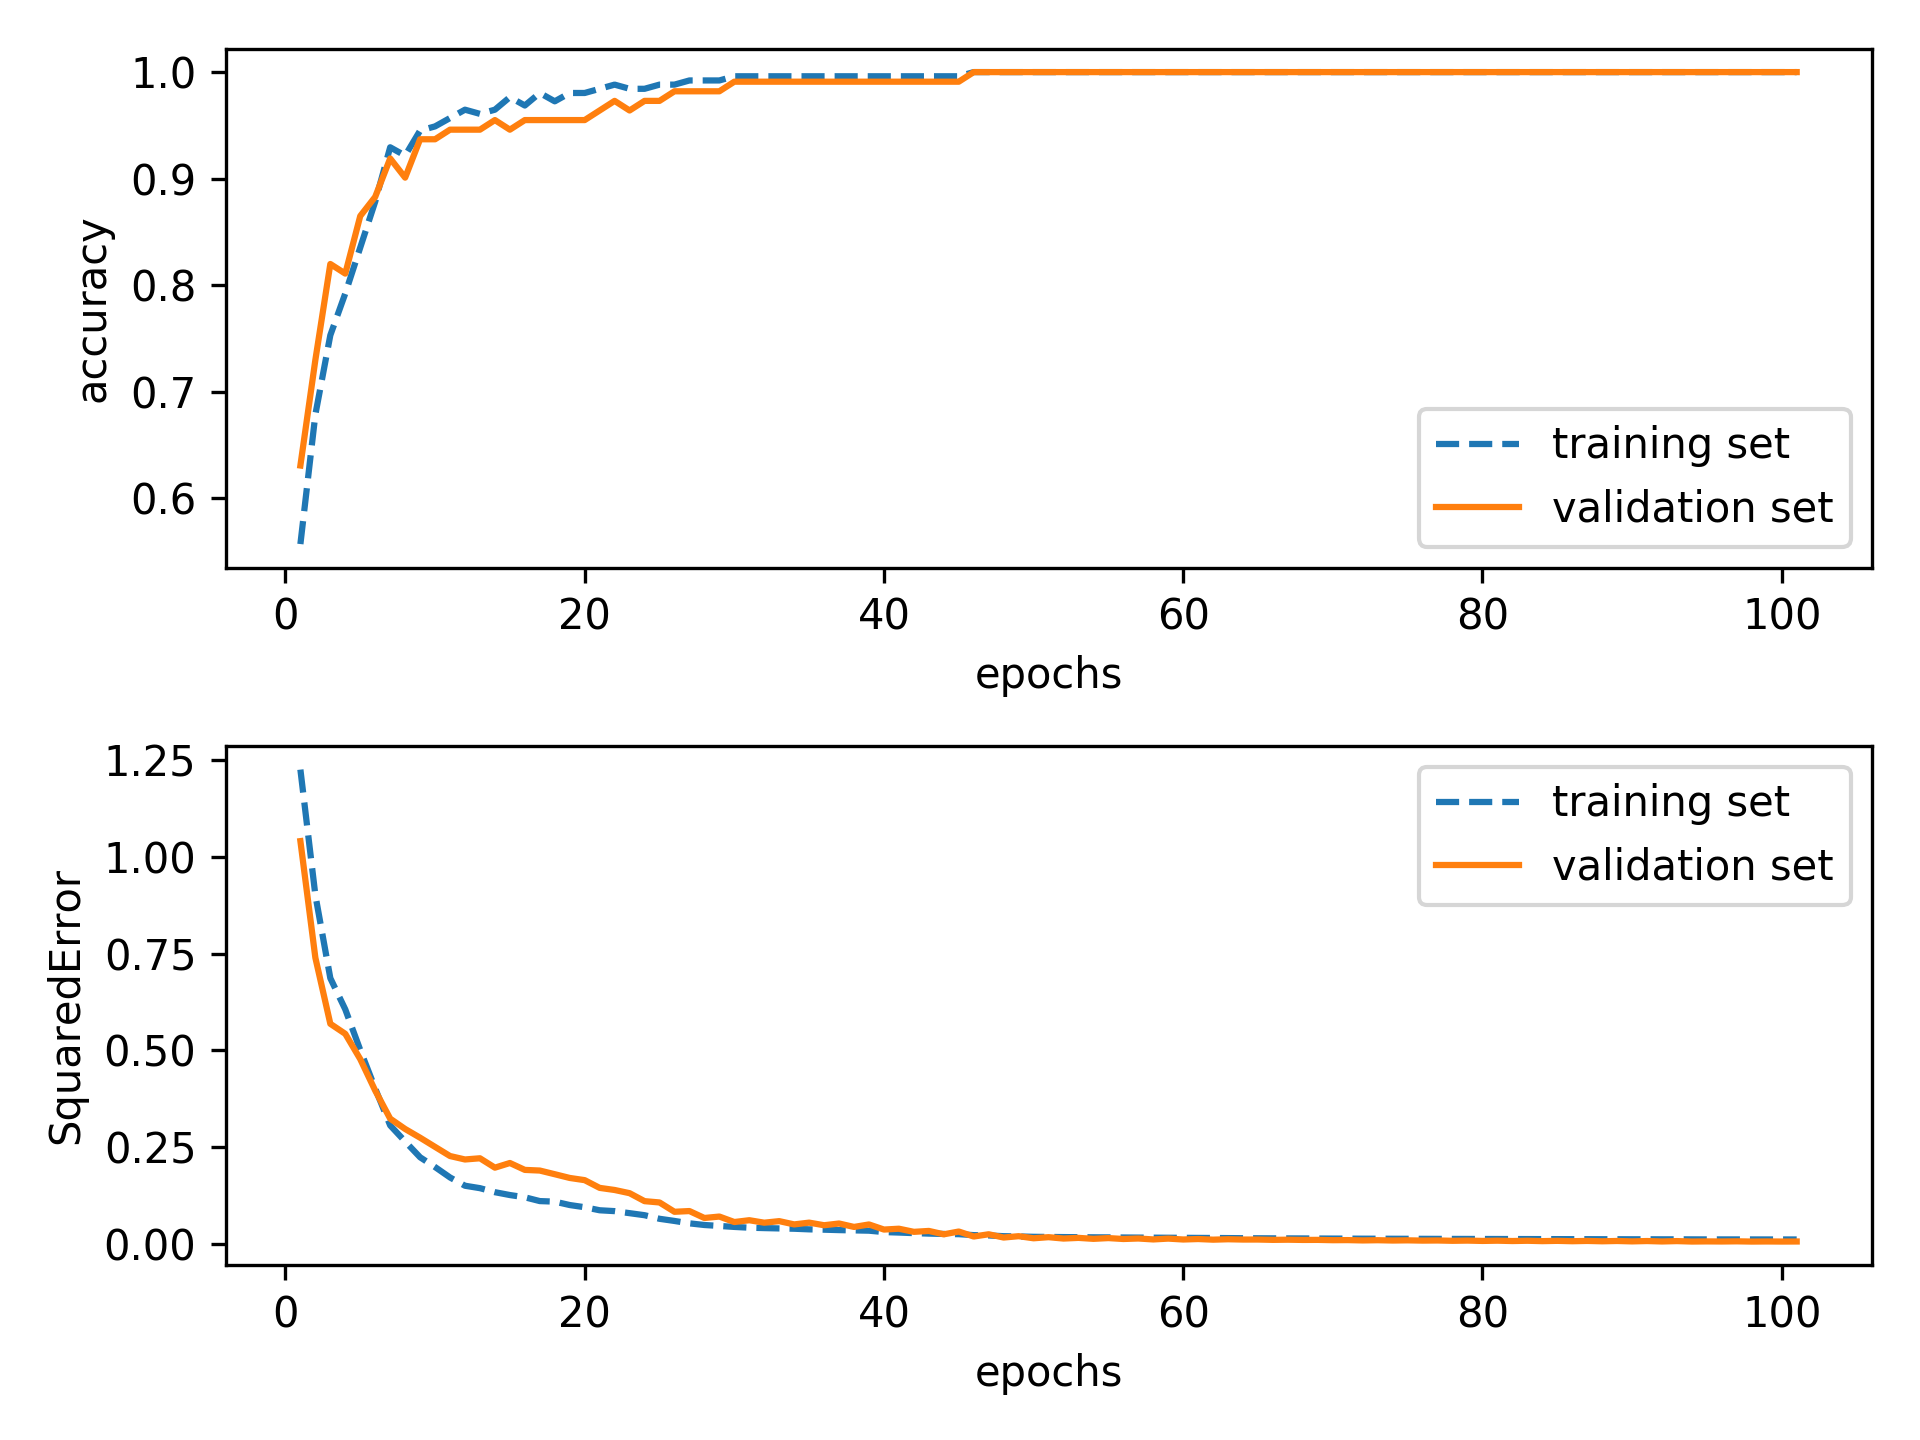 1.0
0.9
0.8
0.7
0.6
accuracy
training set
validation set
0 20 40 60 80 100
epochs
1.25
1.00
0.75
0.50
0.25
0.00
SquaredError
training set
validation set
0 20 40 60 80 100
epochs